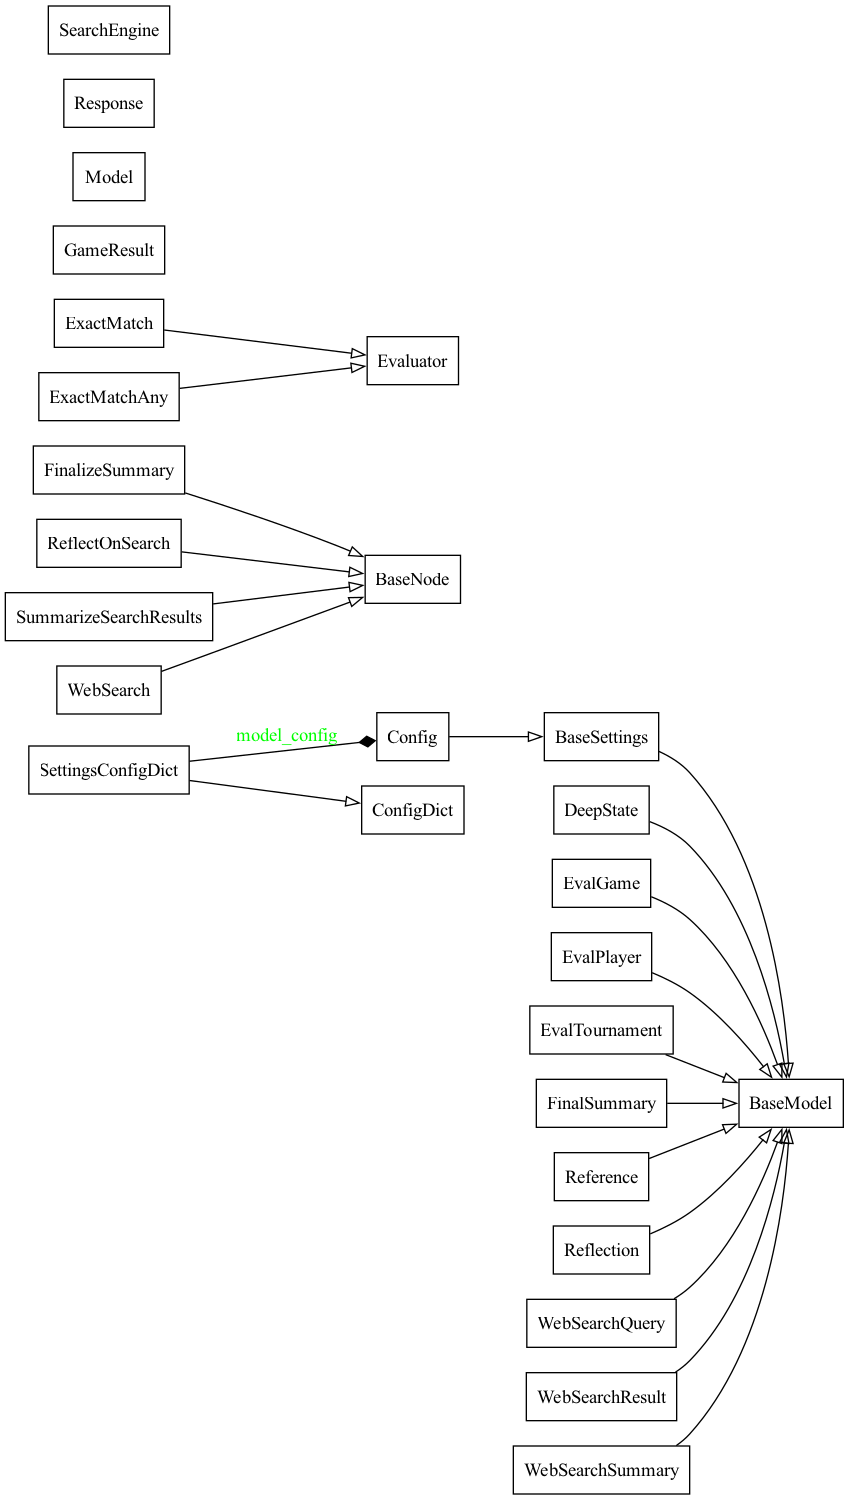 SearchEngine
Response
Model
GameResult
ExactMatch
Evaluator
ExactMatchAny
FinalizeSummary
ReflectOnSearch
BaseNode
SummarizeSearchResults
WebSearch
model_config
Config
BaseSettings
SettingsConfigDict
ConfigDict
DeepState
EvalGame
EvalPlayer
EvalTournament
FinalSummary
BaseModel
Reference
Reflection
WebSearchQuery
WebSearchResult
WebSearchSummary